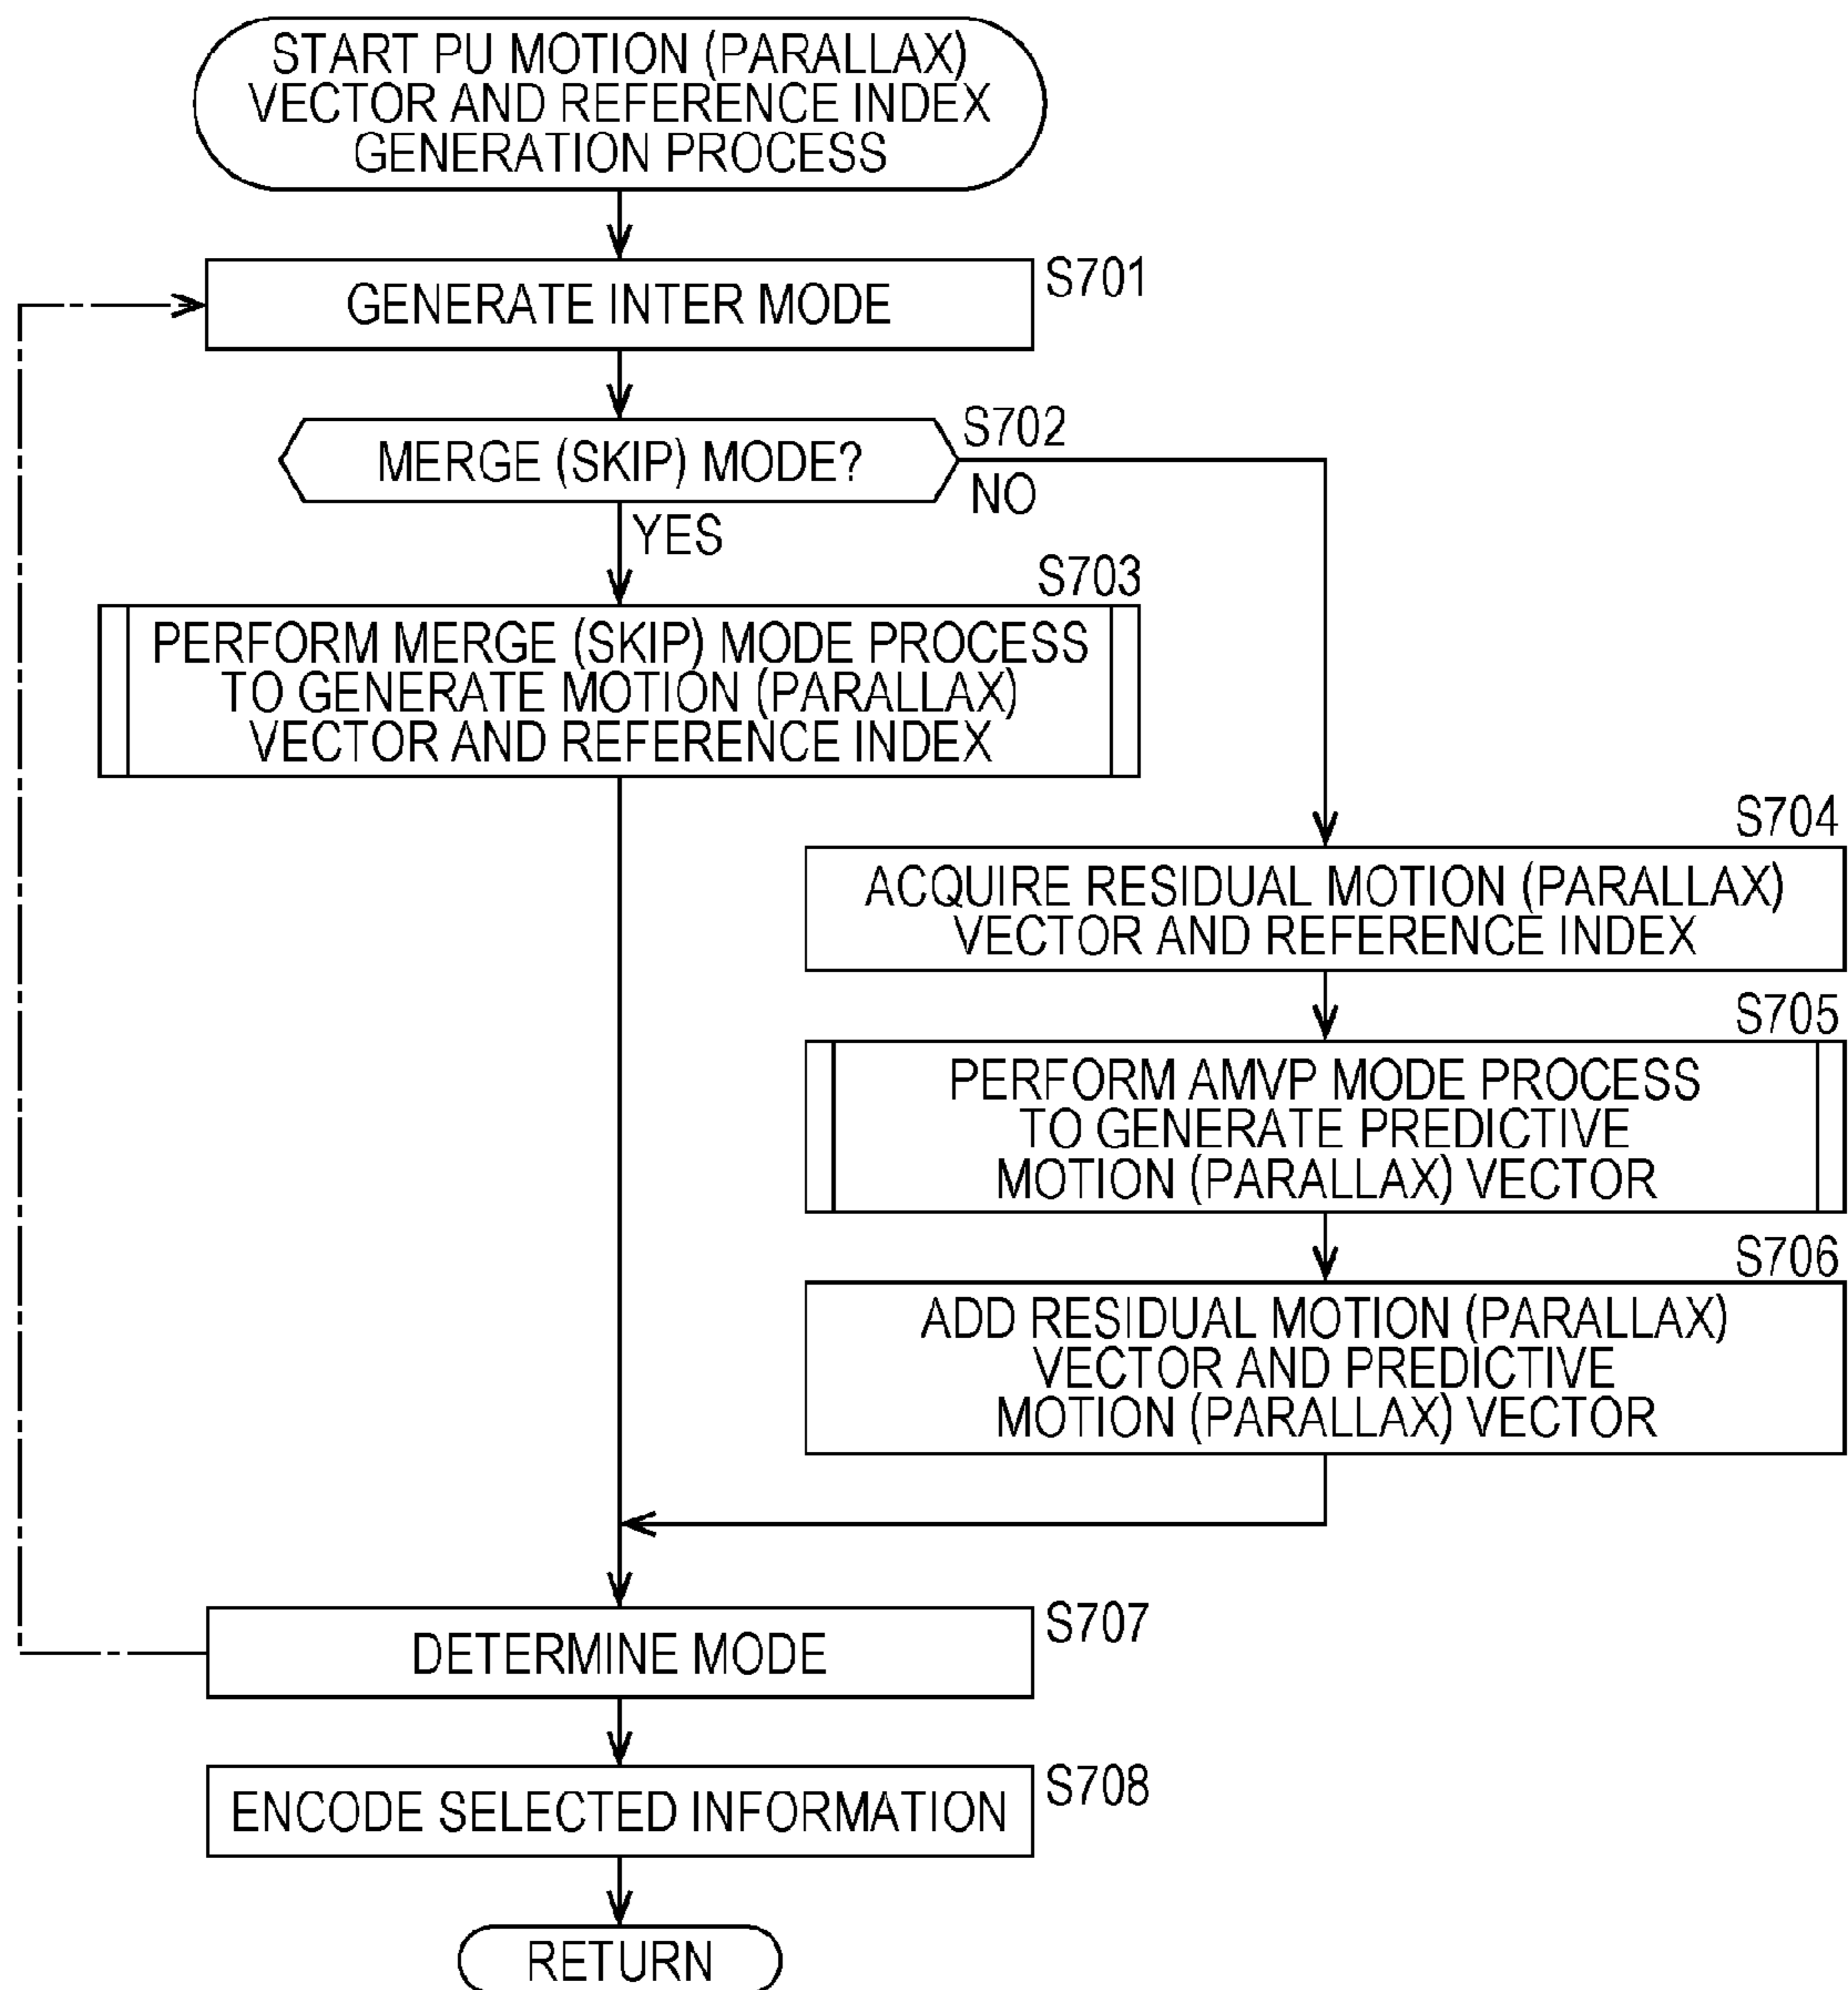 START PU MOTION (PARALLAX)
VECTOR AND REFERENCE INDEX
GENERATION PROCESS
S701
GENERATE INTER MODE
S702
MERGE (SKIP) MODE?
NO
YES
S703
PERFORM MERGE (SKIP) MODE PROCESS
TO GENERATE MOTION (PARALLAX)
VECTOR AND REFERENCE INDEX
S704
ACQUIRE RESIDUAL MOTION (PARALLAX)
VECTOR AND REFERENCE INDEX
S705
PERFORM AMVP MODE PROCESS
TO GENERATE PREDICTIVE
MOTION (PARALLAX) VECTOR
S706
ADD RESIDUAL MOTION (PARALLAX)
VECTOR AND PREDICTIVE
MOTION (PARALLAX) VECTOR
S707
DETERMINE MODE
S708
ENCODE SELECTED INFORMATION
RETURN